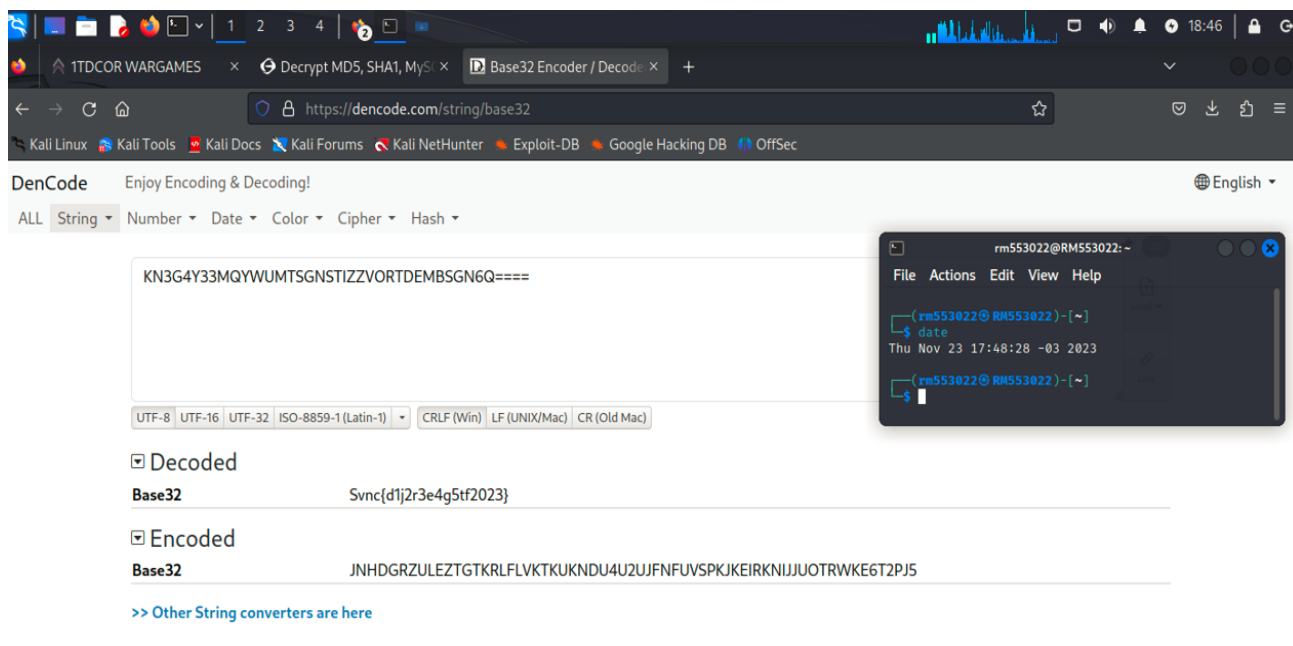 1 2 3 4 2 18:46 G
1TDCOR WARGAMES × Decrypt MD5, SHA1, MyS × Base32 Encoder / Decode × +
https://dencode.com/string/base32
Kali Linux Kali Tools Kali Docs Kali Forums Kali NetHunter Exploit-DB Google Hacking DB OffSec
DenCode Enjoy Encoding & Decoding! English
ALL String Number Date Color Cipher Hash
KN3G4Y33MQYWUMTSGNSTIZZVORTDEMBSGN6Q====
UTF-8 UTF-16 UTF-32 ISO-8859-1 (Latin-1) CRLF (Win) LF (UNIX/Mac) CR (Old Mac)
Decoded
Base32 Svnc{d1j2r3e4g5tf2023}
Encoded
Base32 JNHDGRZULEZTGTKRLFLVKTKUKNDU4U2UJFNFUVSPKJKEIRKNIJJUOTRWKE6T2PJ5
>> Other String converters are here
rm553022@RM553022: ~
File Actions Edit View Help
(rm553022㉿RM553022)-[~]
$ date
Thu Nov 23 17:48:28 -03 2023
(rm553022㉿RM553022)-[~]
$